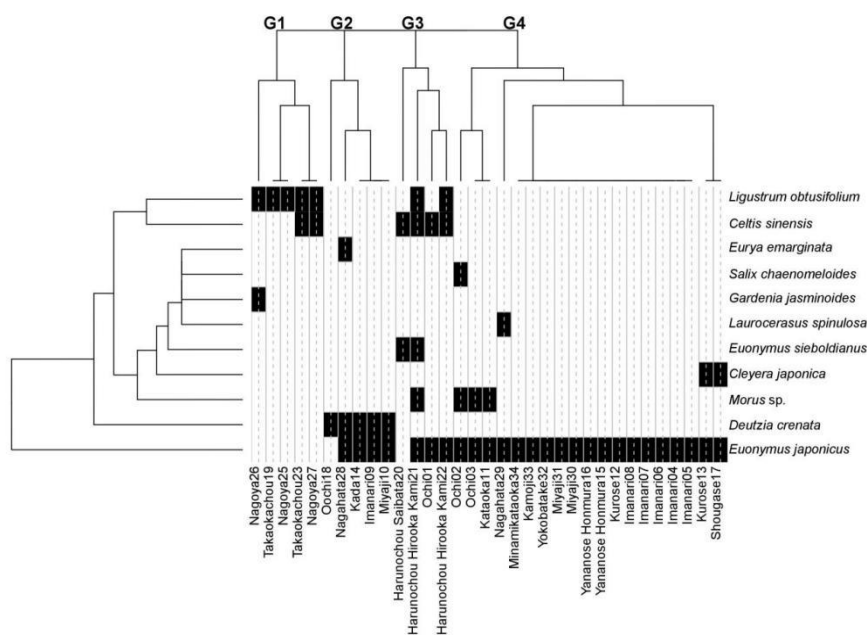 G1 G2 G3 G4
Ligustrum obtusifolium
Celtis sinensis
Eurya emarginata
Salix chaenomeloides
Gardenia jasminoides
Laurocerasus spinulosa
Euonymus sieboldianus
Cleyera japonica
Morus sp.
Deutzia crenata
Euonymus japonicus
Nagoya26
Takaokachou19
Nagoya25
Takaokachou23
Nagoya27
Oochi18
Nagahata28
Kada14
Imanari09
Miyaji10
Harunochou Saibata20
Harunochou Hirooka Kami21
Ochi01
Harunochou Hirooka Kami22
Ochi02
Ochi03
Kataoka11
Nagahata29
Minamikataoka34
Kamoji33
Yokobatake32
Miyaji31
Miyaji30
Yananose Honmura16
Yananose Honmura15
Kurose12
Imanari08
Imanari07
Imanari06
Imanari04
Imanari05
Kurose13
Shougase17